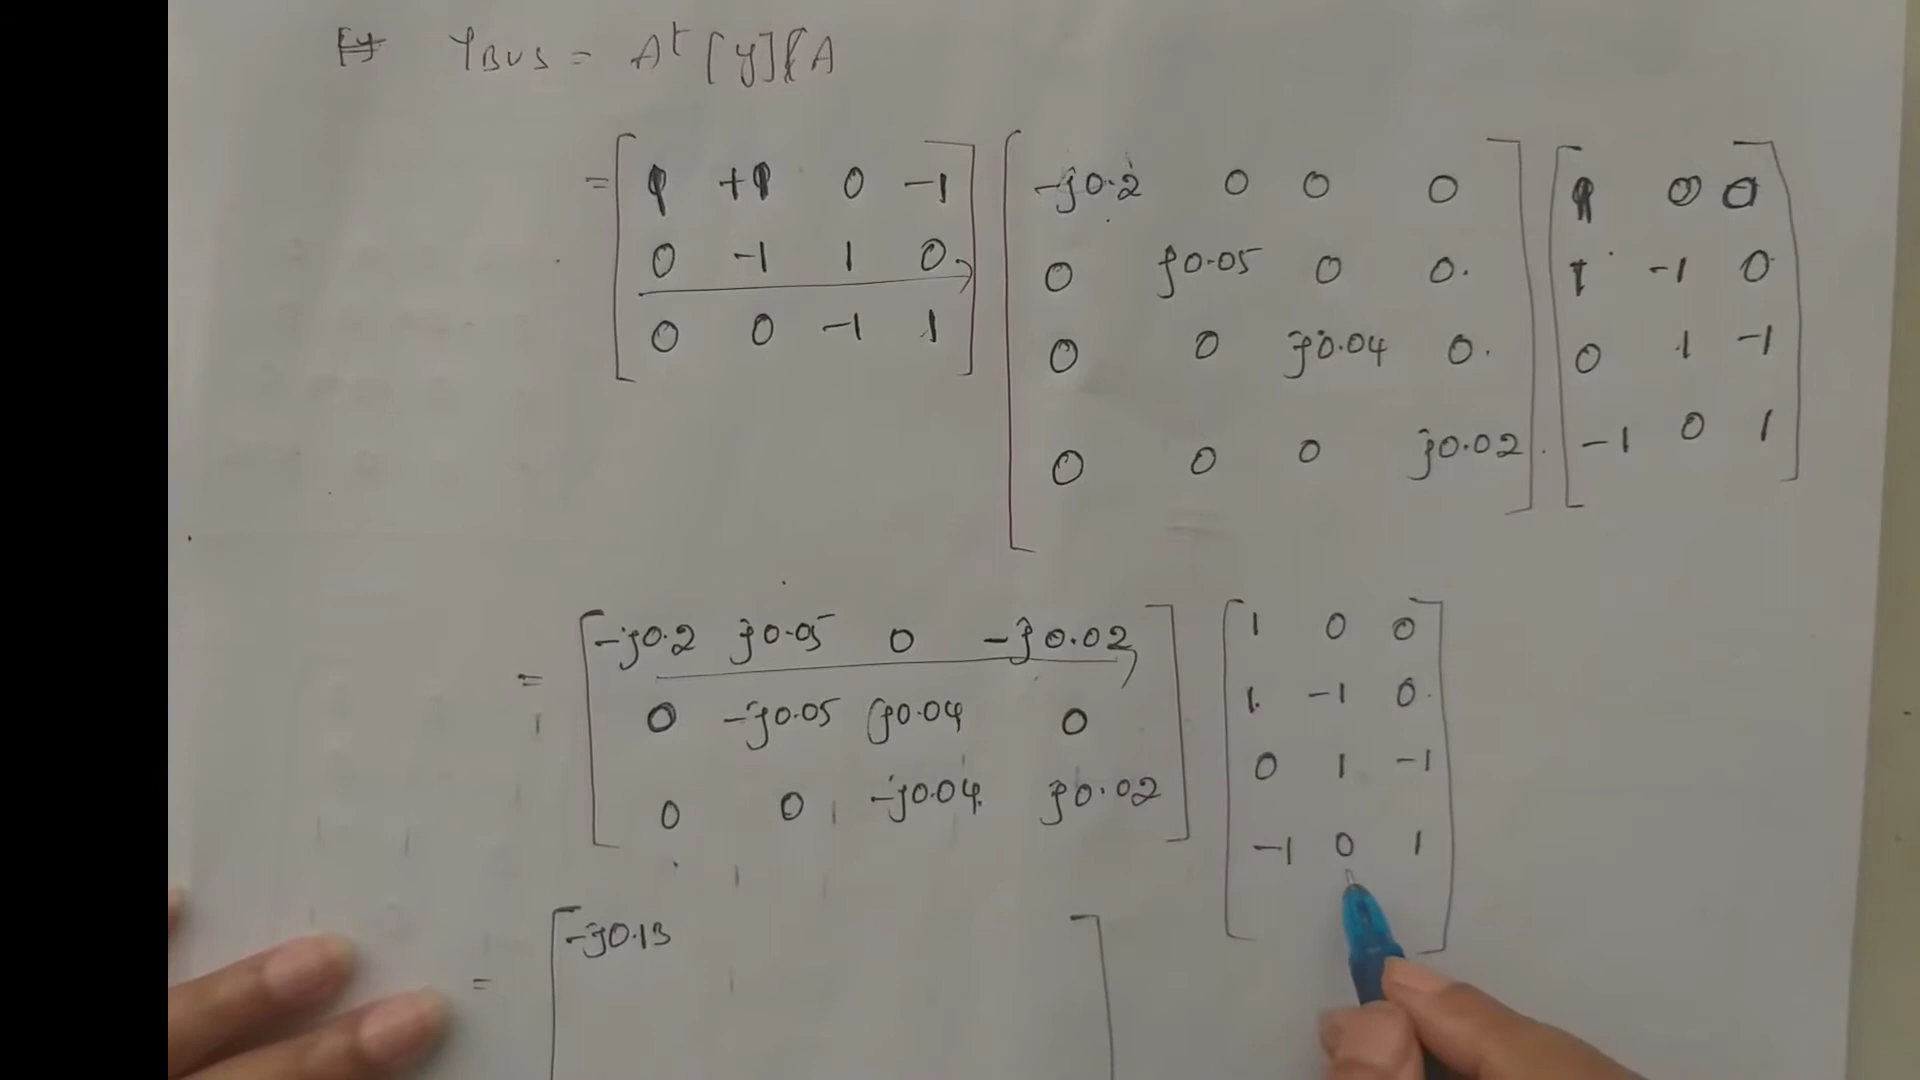 YBUS = At [y] A
= 1 +1 0 -1 -j0.2 0 0 0 1 0 0
0 -1 1 0 0 j0.05 0 0. 1 -1 0
0 0 -1 1 0 0 j0.04 0. 0 1 -1
0 0 0 j0.02 -1 0 1
= -j0.2 j0.05 0 -j0.02 1 0 0
0 -j0.05 j0.04 0 1 -1 0
0 0 -j0.04 j0.02 0 1 -1
-1 0 1
= -j0.13